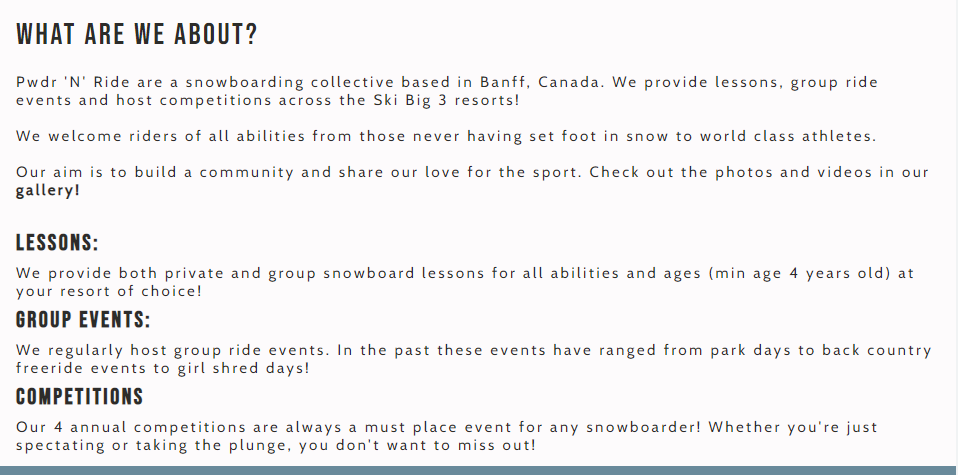 WHAT ARE WE ABOUT?
Pwdr 'N' Ride are a snowboarding collective based in Banff, Canada. We provide lessons, group ride
events and host competitions across the Ski Big 3 resorts!
We welcome riders of all abilities from those never having set foot in snow to world class athletes.
Our aim is to build a community and share our love for the sport. Check out the photos and videos in our
gallery!
LESSONS:
We provide both private and group snowboard lessons for all abilities and ages (min age 4 years old) at
your resort of choice!
GROUP EVENTS:
We regularly host group ride events. In the past these events have ranged from park days to back country
freeride events to girl shred days!
COMPETITIONS
Our 4 annual competitions are always a must place event for any snowboarder! Whether you're just
spectating or taking the plunge, you don't want to miss out!